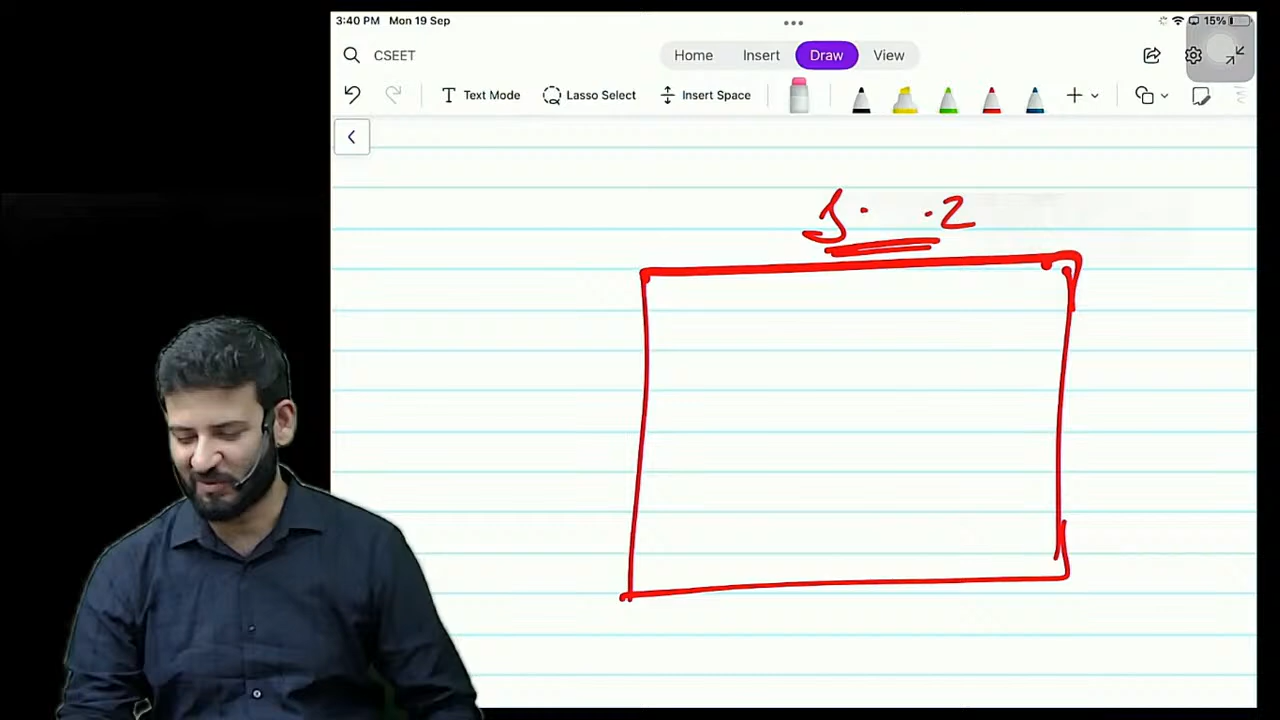 3:40 PM Mon 19 Sep
15%
CSEET
Home Insert Draw View
Text Mode Lasso Select Insert Space
2